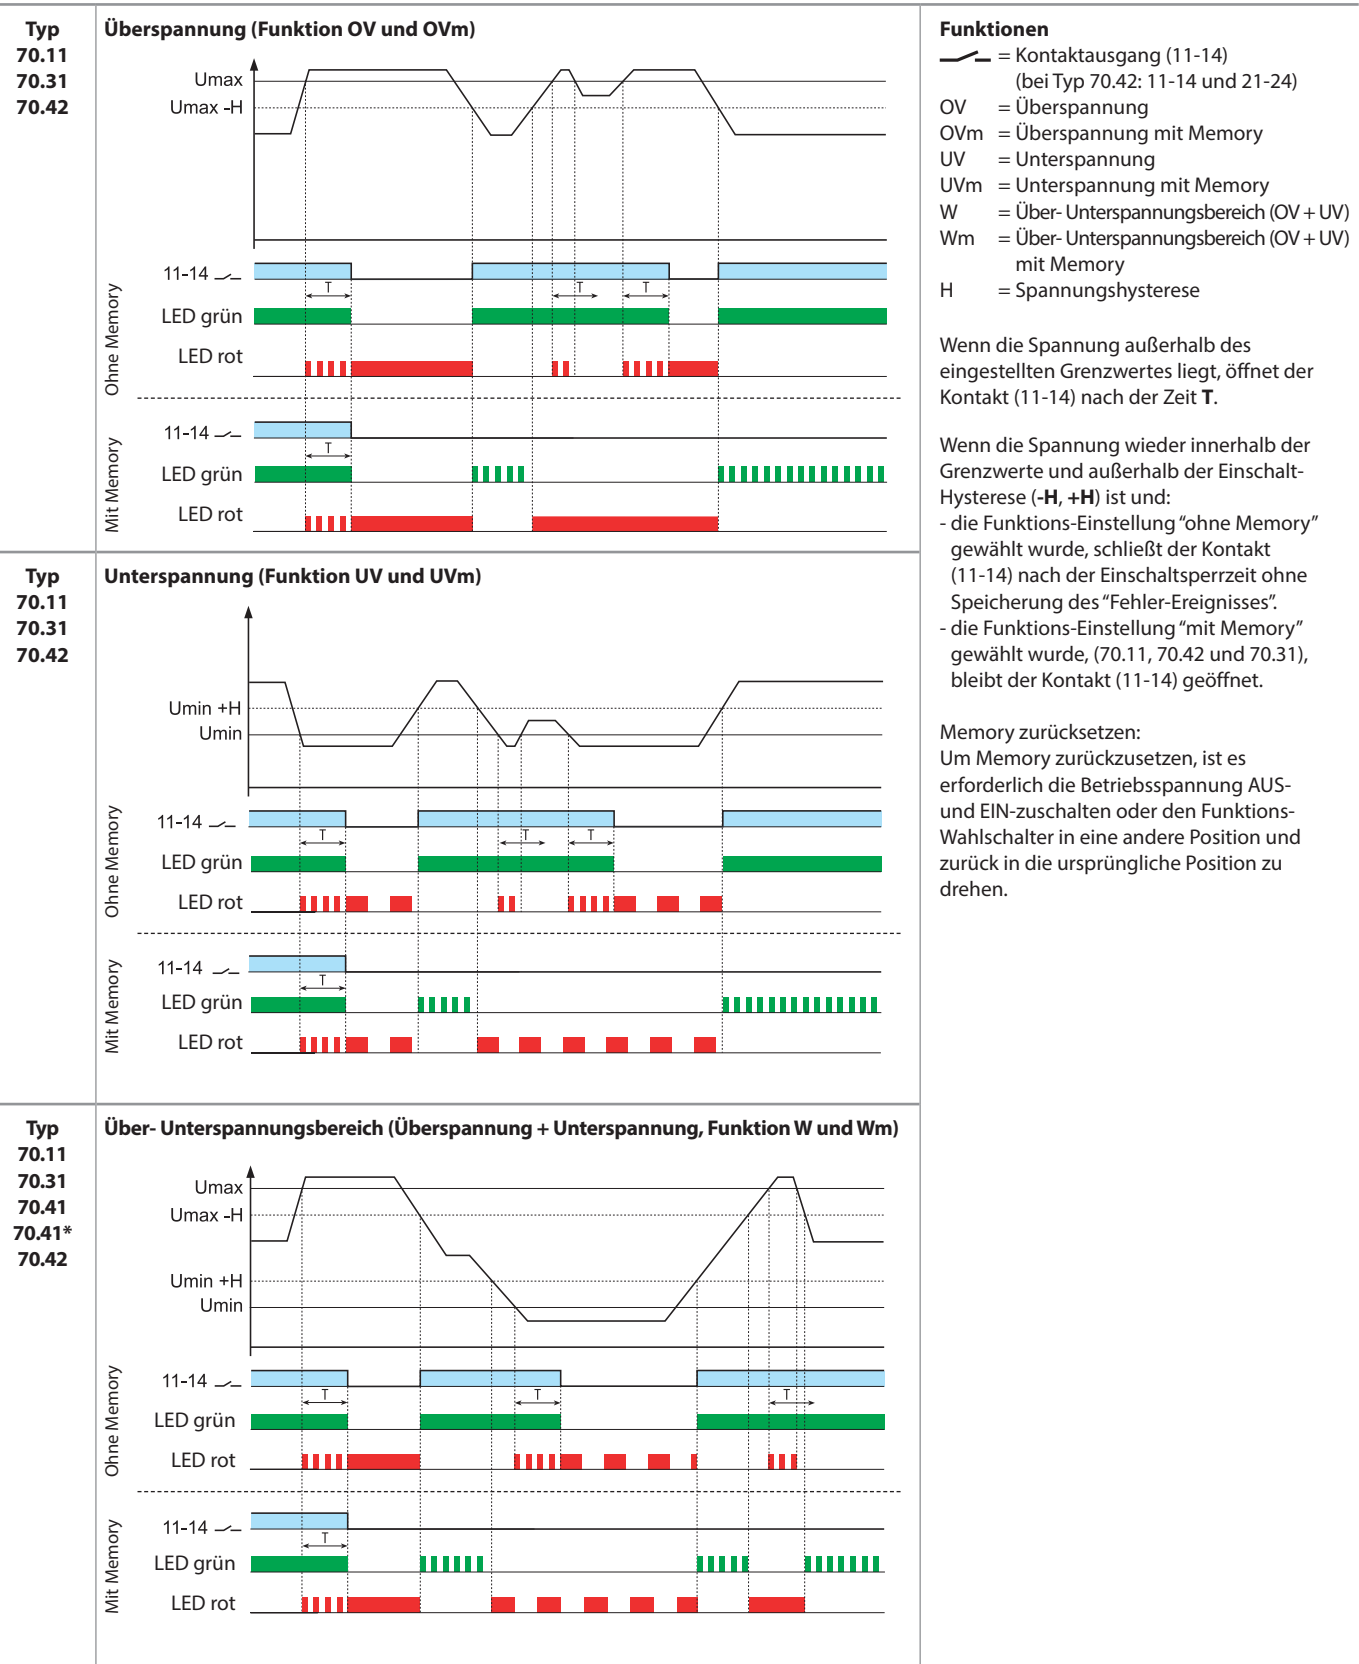 Typ
70.11
70.31
70.42
Überspannung (Funktion OV und OVm)
Umax
Umax -H
Ohne Memory
11-14
T
T
T
LED grün
LED rot
Mit Memory
11-14
T
LED grün
LED rot
Typ
70.11
70.31
70.42
Unterspannung (Funktion UV und UVm)
Umin +H
Umin
Ohne Memory
11-14
T
T
T
LED grün
LED rot
Mit Memory
11-14
T
LED grün
LED rot
Typ
70.11
70.31
70.41
70.41*
70.42
Über- Unterspannungsbereich (Überspannung + Unterspannung, Funktion W und Wm)
Umax
Umax -H
Umin +H
Umin
Ohne Memory
11-14
T
T
T
LED grün
LED rot
Mit Memory
11-14
T
LED grün
LED rot
Funktionen
= Kontaktausgang (11-14)
(bei Typ 70.42: 11-14 und 21-24)
OV = Überspannung
OVm = Überspannung mit Memory
UV = Unterspannung
UVm = Unterspannung mit Memory
W = Über- Unterspannungsbereich (OV + UV)
Wm = Über- Unterspannungsbereich (OV + UV)
mit Memory
H = Spannungshysterese
Wenn die Spannung außerhalb des
eingestellten Grenzwertes liegt, öffnet der
Kontakt (11-14) nach der Zeit T.
Wenn die Spannung wieder innerhalb der
Grenzwerte und außerhalb der Einschalt-
Hysterese (-H, +H) ist und:
- die Funktions-Einstellung “ohne Memory”
gewählt wurde, schließt der Kontakt
(11-14) nach der Einschaltsperrzeit ohne
Speicherung des “Fehler-Ereignisses”.
- die Funktions-Einstellung “mit Memory”
gewählt wurde, (70.11, 70.42 und 70.31),
bleibt der Kontakt (11-14) geöffnet.
Memory zurücksetzen:
Um Memory zurückzusetzen, ist es
erforderlich die Betriebsspannung AUS-
und EIN-zuschalten oder den Funktions-
Wahlschalter in eine andere Position und
zurück in die ursprüngliche Position zu
drehen.